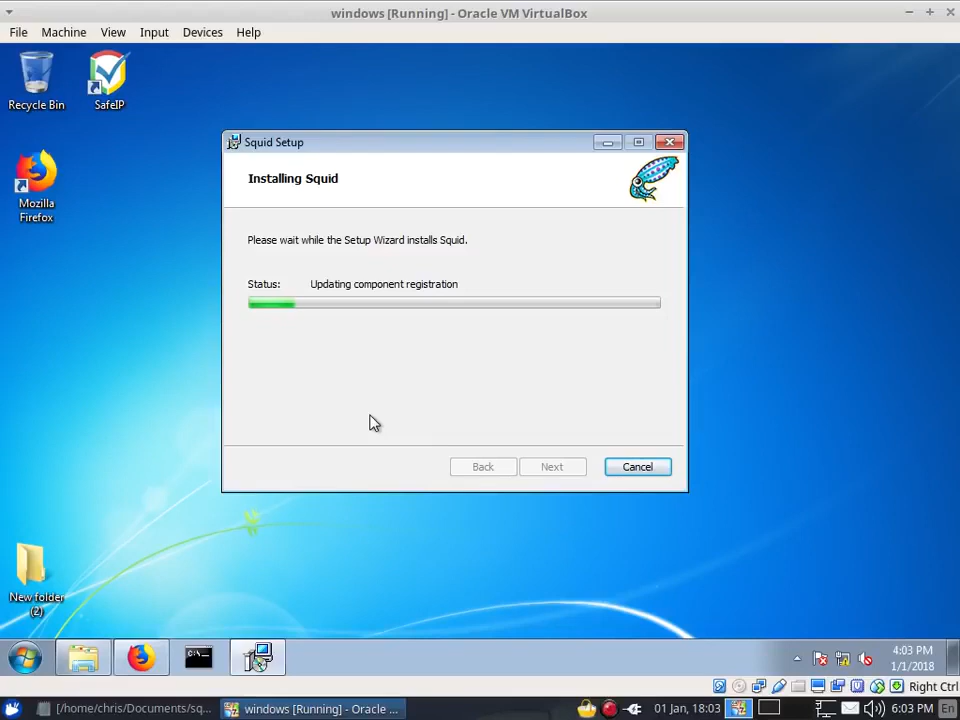 windows [Running] - Oracle VM VirtualBox
File Machine View Input Devices Help
Recycle Bin
SafeIP
Mozilla
Firefox
Squid Setup
Installing Squid
Please wait while the Setup Wizard installs Squid.
Status: Updating component registration
Back Next Cancel
New folder
(2)
C:\.
4:03 PM
1/1/2018
Right Ctrl
[/home/chris/Documents/sq... windows [Running] - Oracle ... 01 Jan, 18:03 6:03 PM En